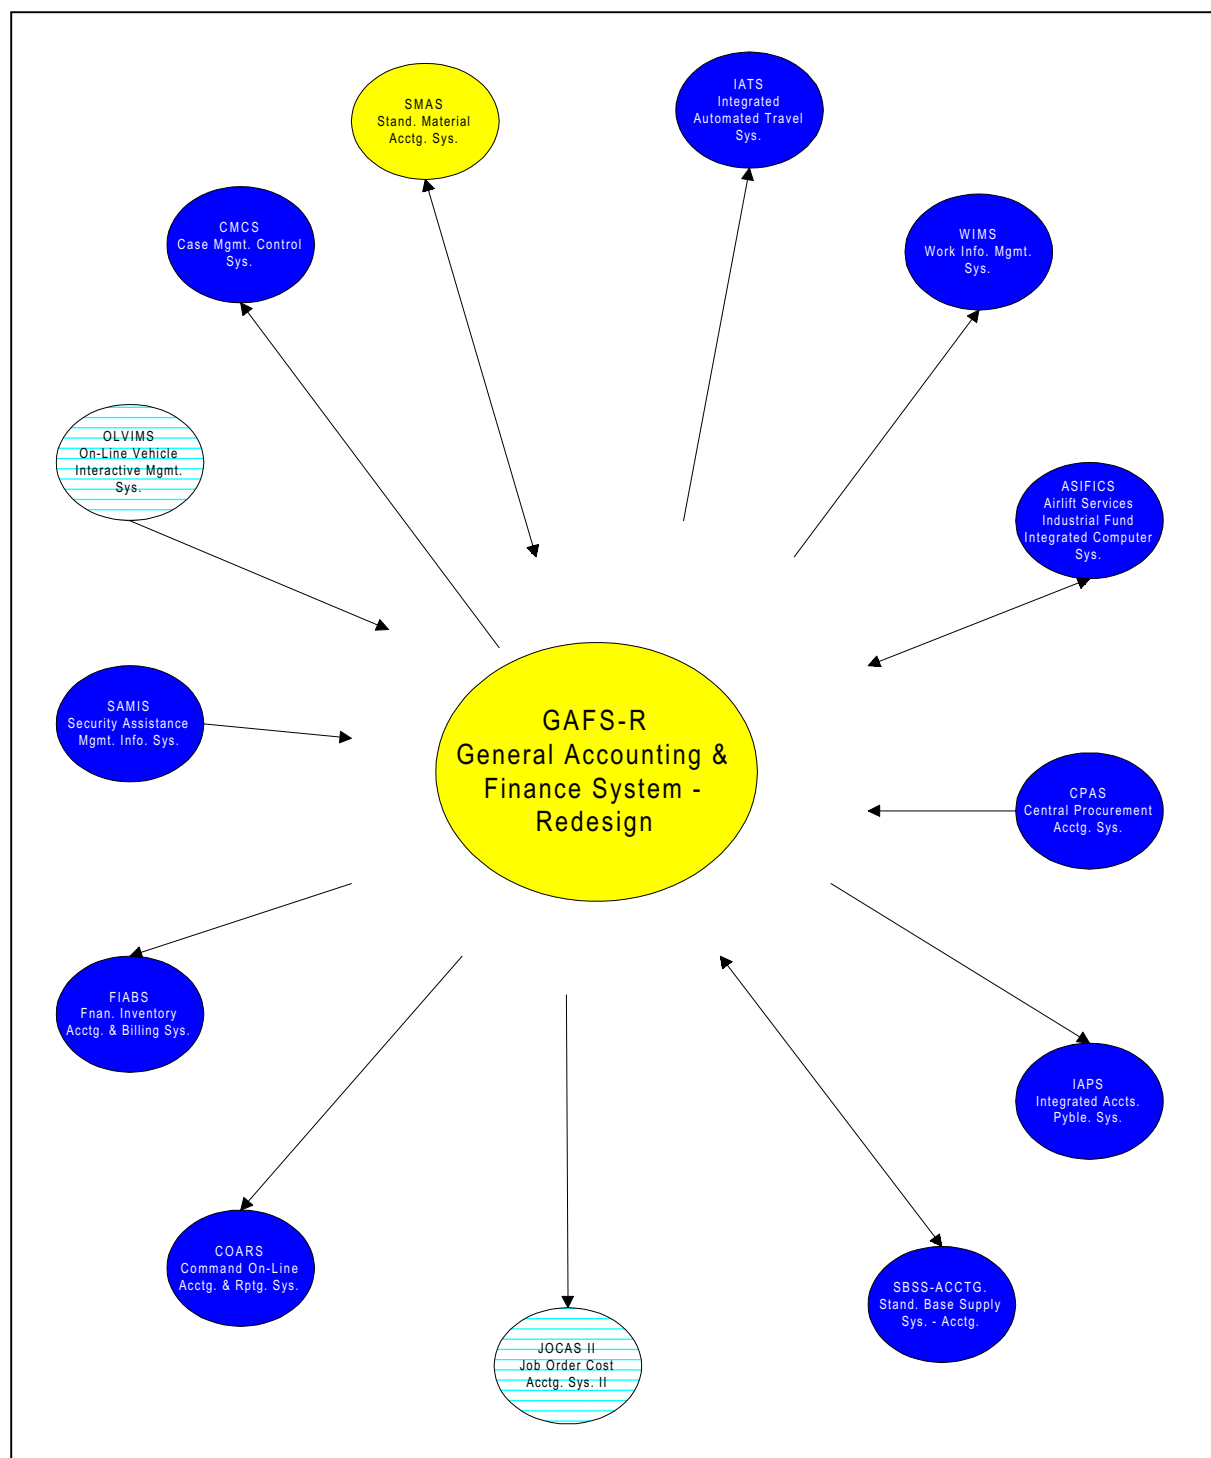 IATS
Integrated
Automated Travel
Sys.
SMAS
Stand. Material
Acctg. Sys.
CMCS
Case Mgmt. Control
Sys.
WIMS
Work Info. Mgmt.
Sys.
OLVIMS
On-Line Vehicle
Interactive Mgmt.
Sys.
ASIFICS
Airlift Services
Industrial Fund
Integrated Computer
Sys.
SAMIS
Security Assistance
Mgmt. Info. Sys.
GAFS-R
General Accounting &
Finance System -
Redesign
CPAS
Central Procurement
Acctg. Sys.
FIABS
Fnan. Inventory
Acctg. & Billing Sys.
IAPS
Integrated Accts.
Pyble. Sys.
COARS
Command On-Line
Acctg. & Rptg. Sys.
SBSS-ACCTG.
Stand. Base Supply
Sys. - Acctg.
JOCAS II
Job Order Cost
Acctg. Sys. II